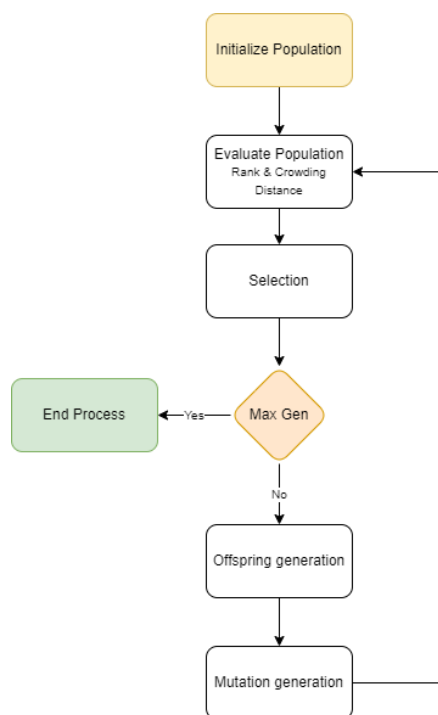 Initialize Population
Evaluate Population
Rank & Crowding
Distance
Selection
Max Gen
Yes
End Process
No
Offspring generation
Mutation generation